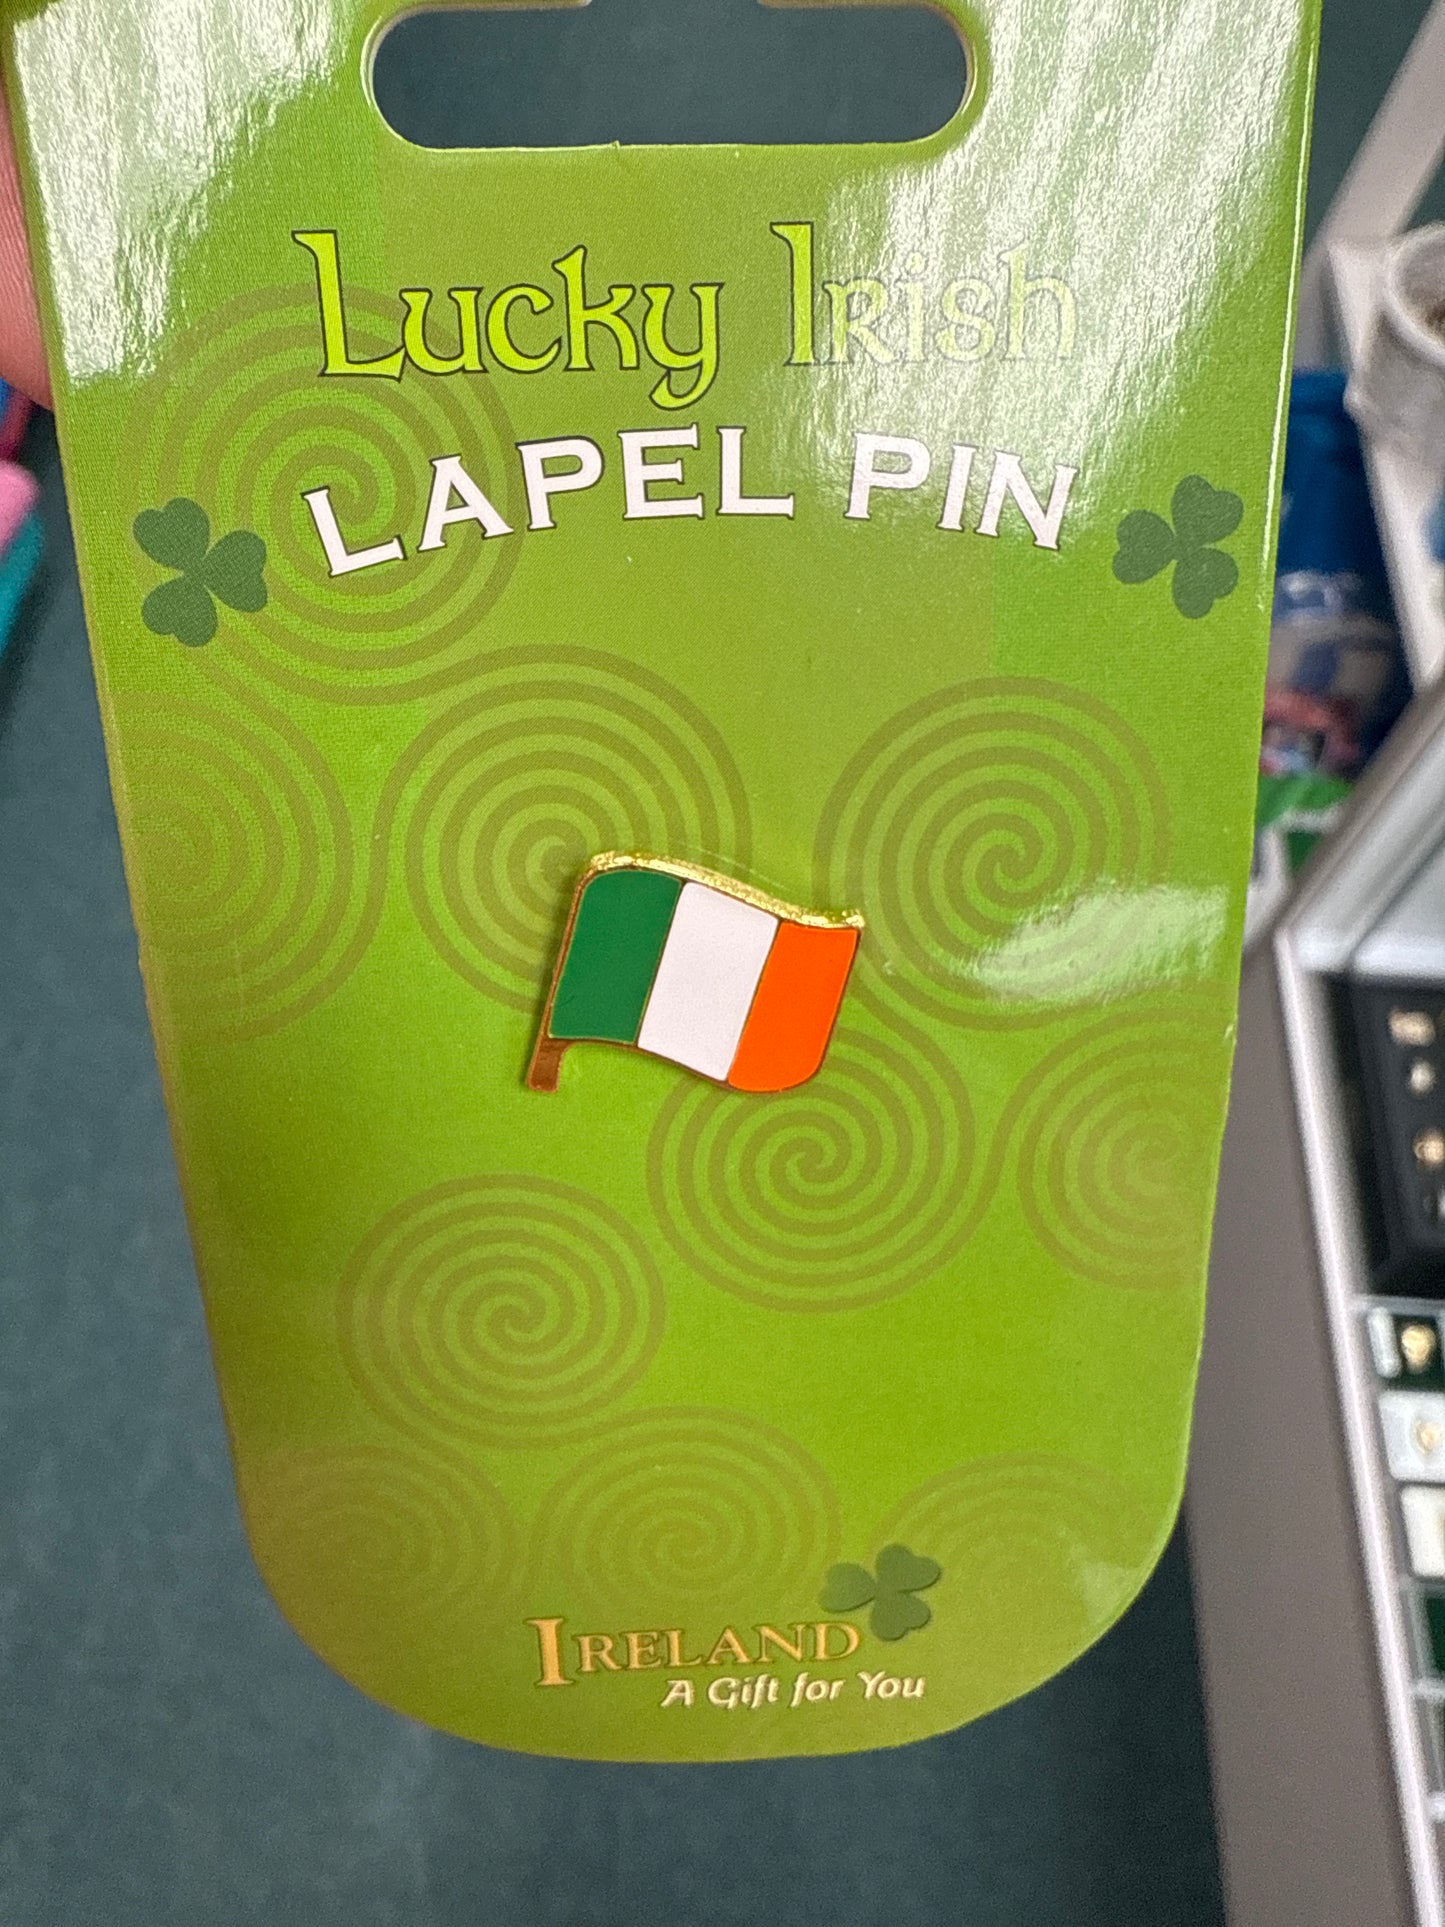 Lucky Irish
LAPEL PIN
IRELAND
A Gift for You